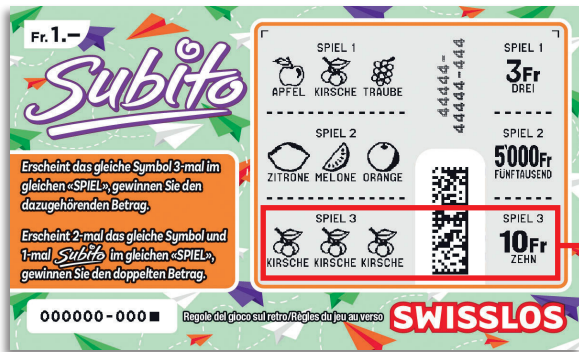 Fr. 1.–
Subito
Erscheint das gleiche Symbol 3-mal im
gleichen «SPIEL», gewinnen Sie den
dazugehörenden Betrag.
Erscheint 2-mal das gleiche Symbol und
1-mal Subito im gleichen «SPIEL»,
gewinnen Sie den doppelten Betrag.
000000-000■
SPIEL 1
APFEL KIRSCHE TRAUBE
SPIEL 2
ZITRONE MELONE ORANGE
SPIEL 3
KIRSCHE KIRSCHE KIRSCHE
4444-
4444-444
SPIEL 1
3Fr
DREI
SPIEL 2
5'000Fr
FÜNFTAUSEND
SPIEL 3
10Fr
ZEHN
Regole del gioco sul retro/Règles du jeu au verso
SWISSLOS